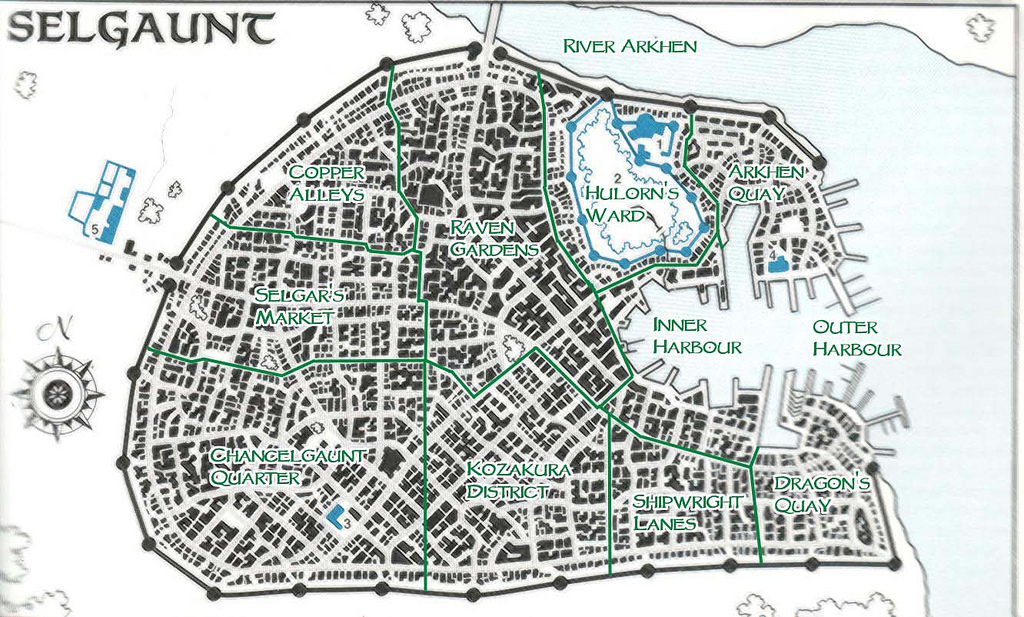 SELGAUNT
RIVER ARKHEN
COPPER
ALLEYS
RAVEN
GARDENS
1
2
HULORN'S
WARD
ARKHEN
QUAY
4
5
SELGAR'S
MARKET
INNER
HARBOUR
OUTER
HARBOUR
N
CHANCELGAUNT
QUARTER
3
KOZAKURA
DISTRICT
SHIPWRIGHT
LANES
DRAGON'S
QUAY